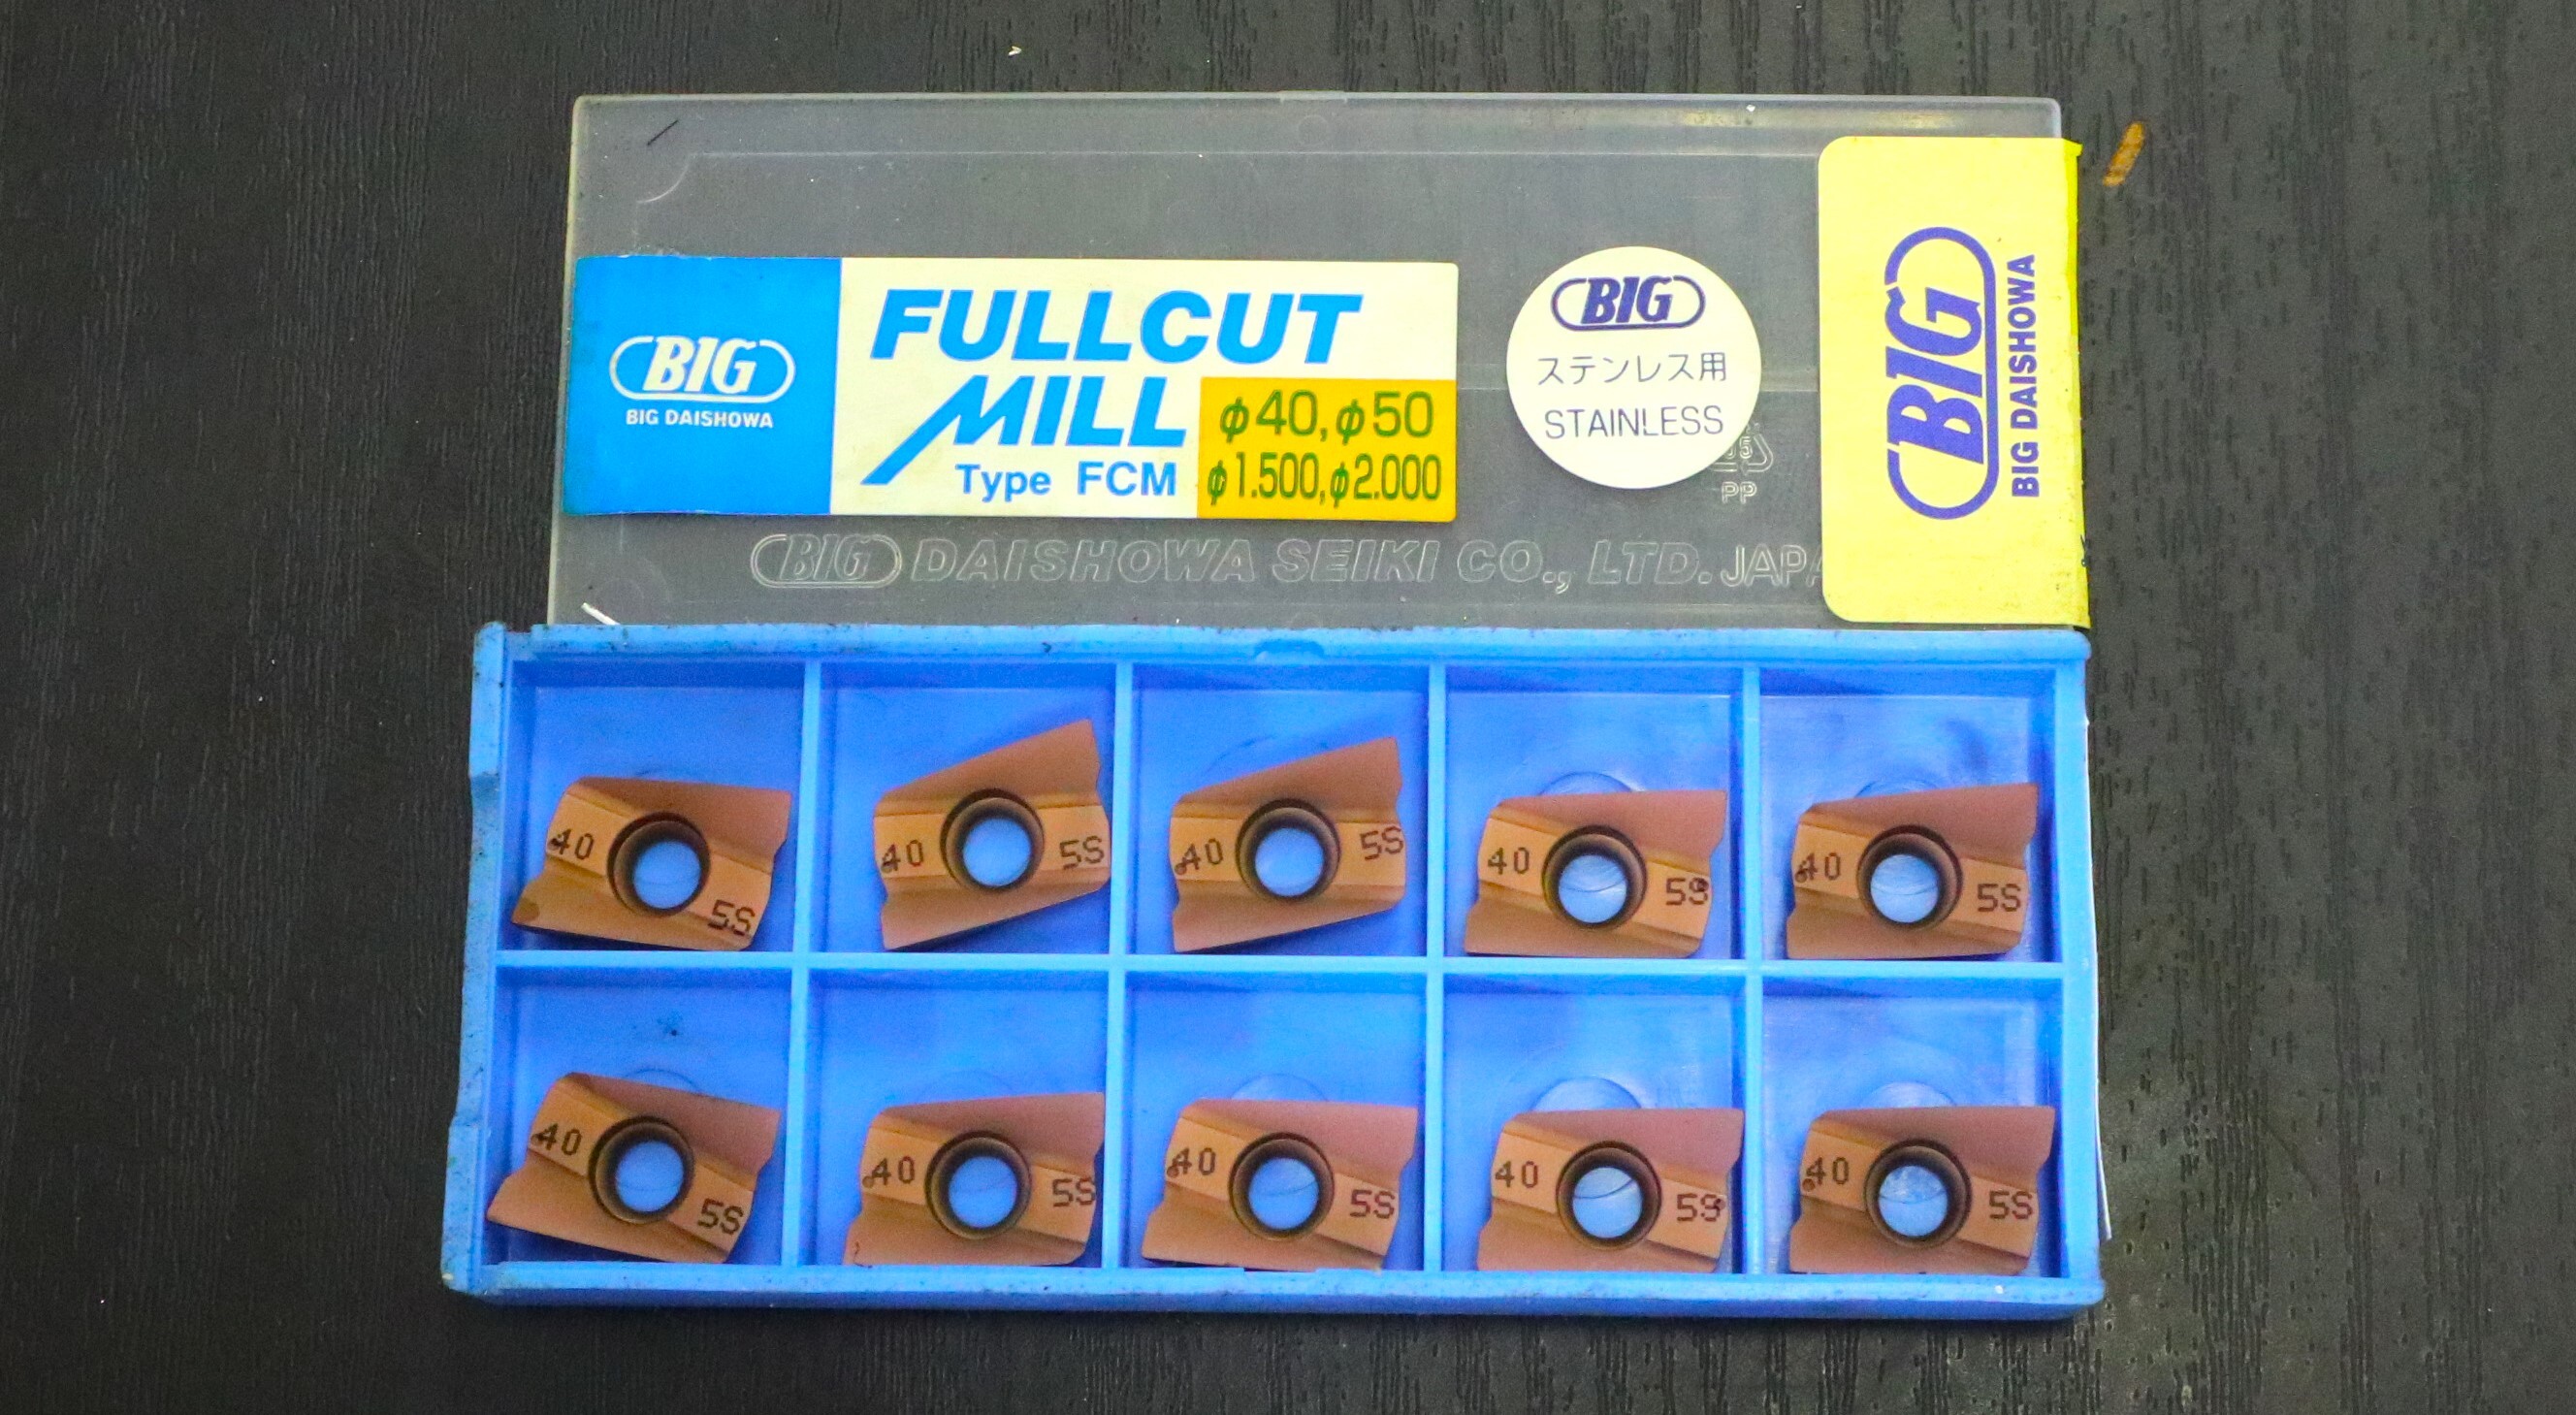 BIG
BIG DAISHOWA
FULLCUT
MILL
Type FCM
φ40, φ50
φ1.500, φ2.000
BIG
ステンレス用
STAINLESS
PP
BIG
BIG DAISHOWA
BIG DAISHOWA SEIKI CO., LTD. JAPA
40 5S
40 5S
40 5S
40 5S
40 5S
40 5S
40 5S
40 5S
40 5S
40 5S